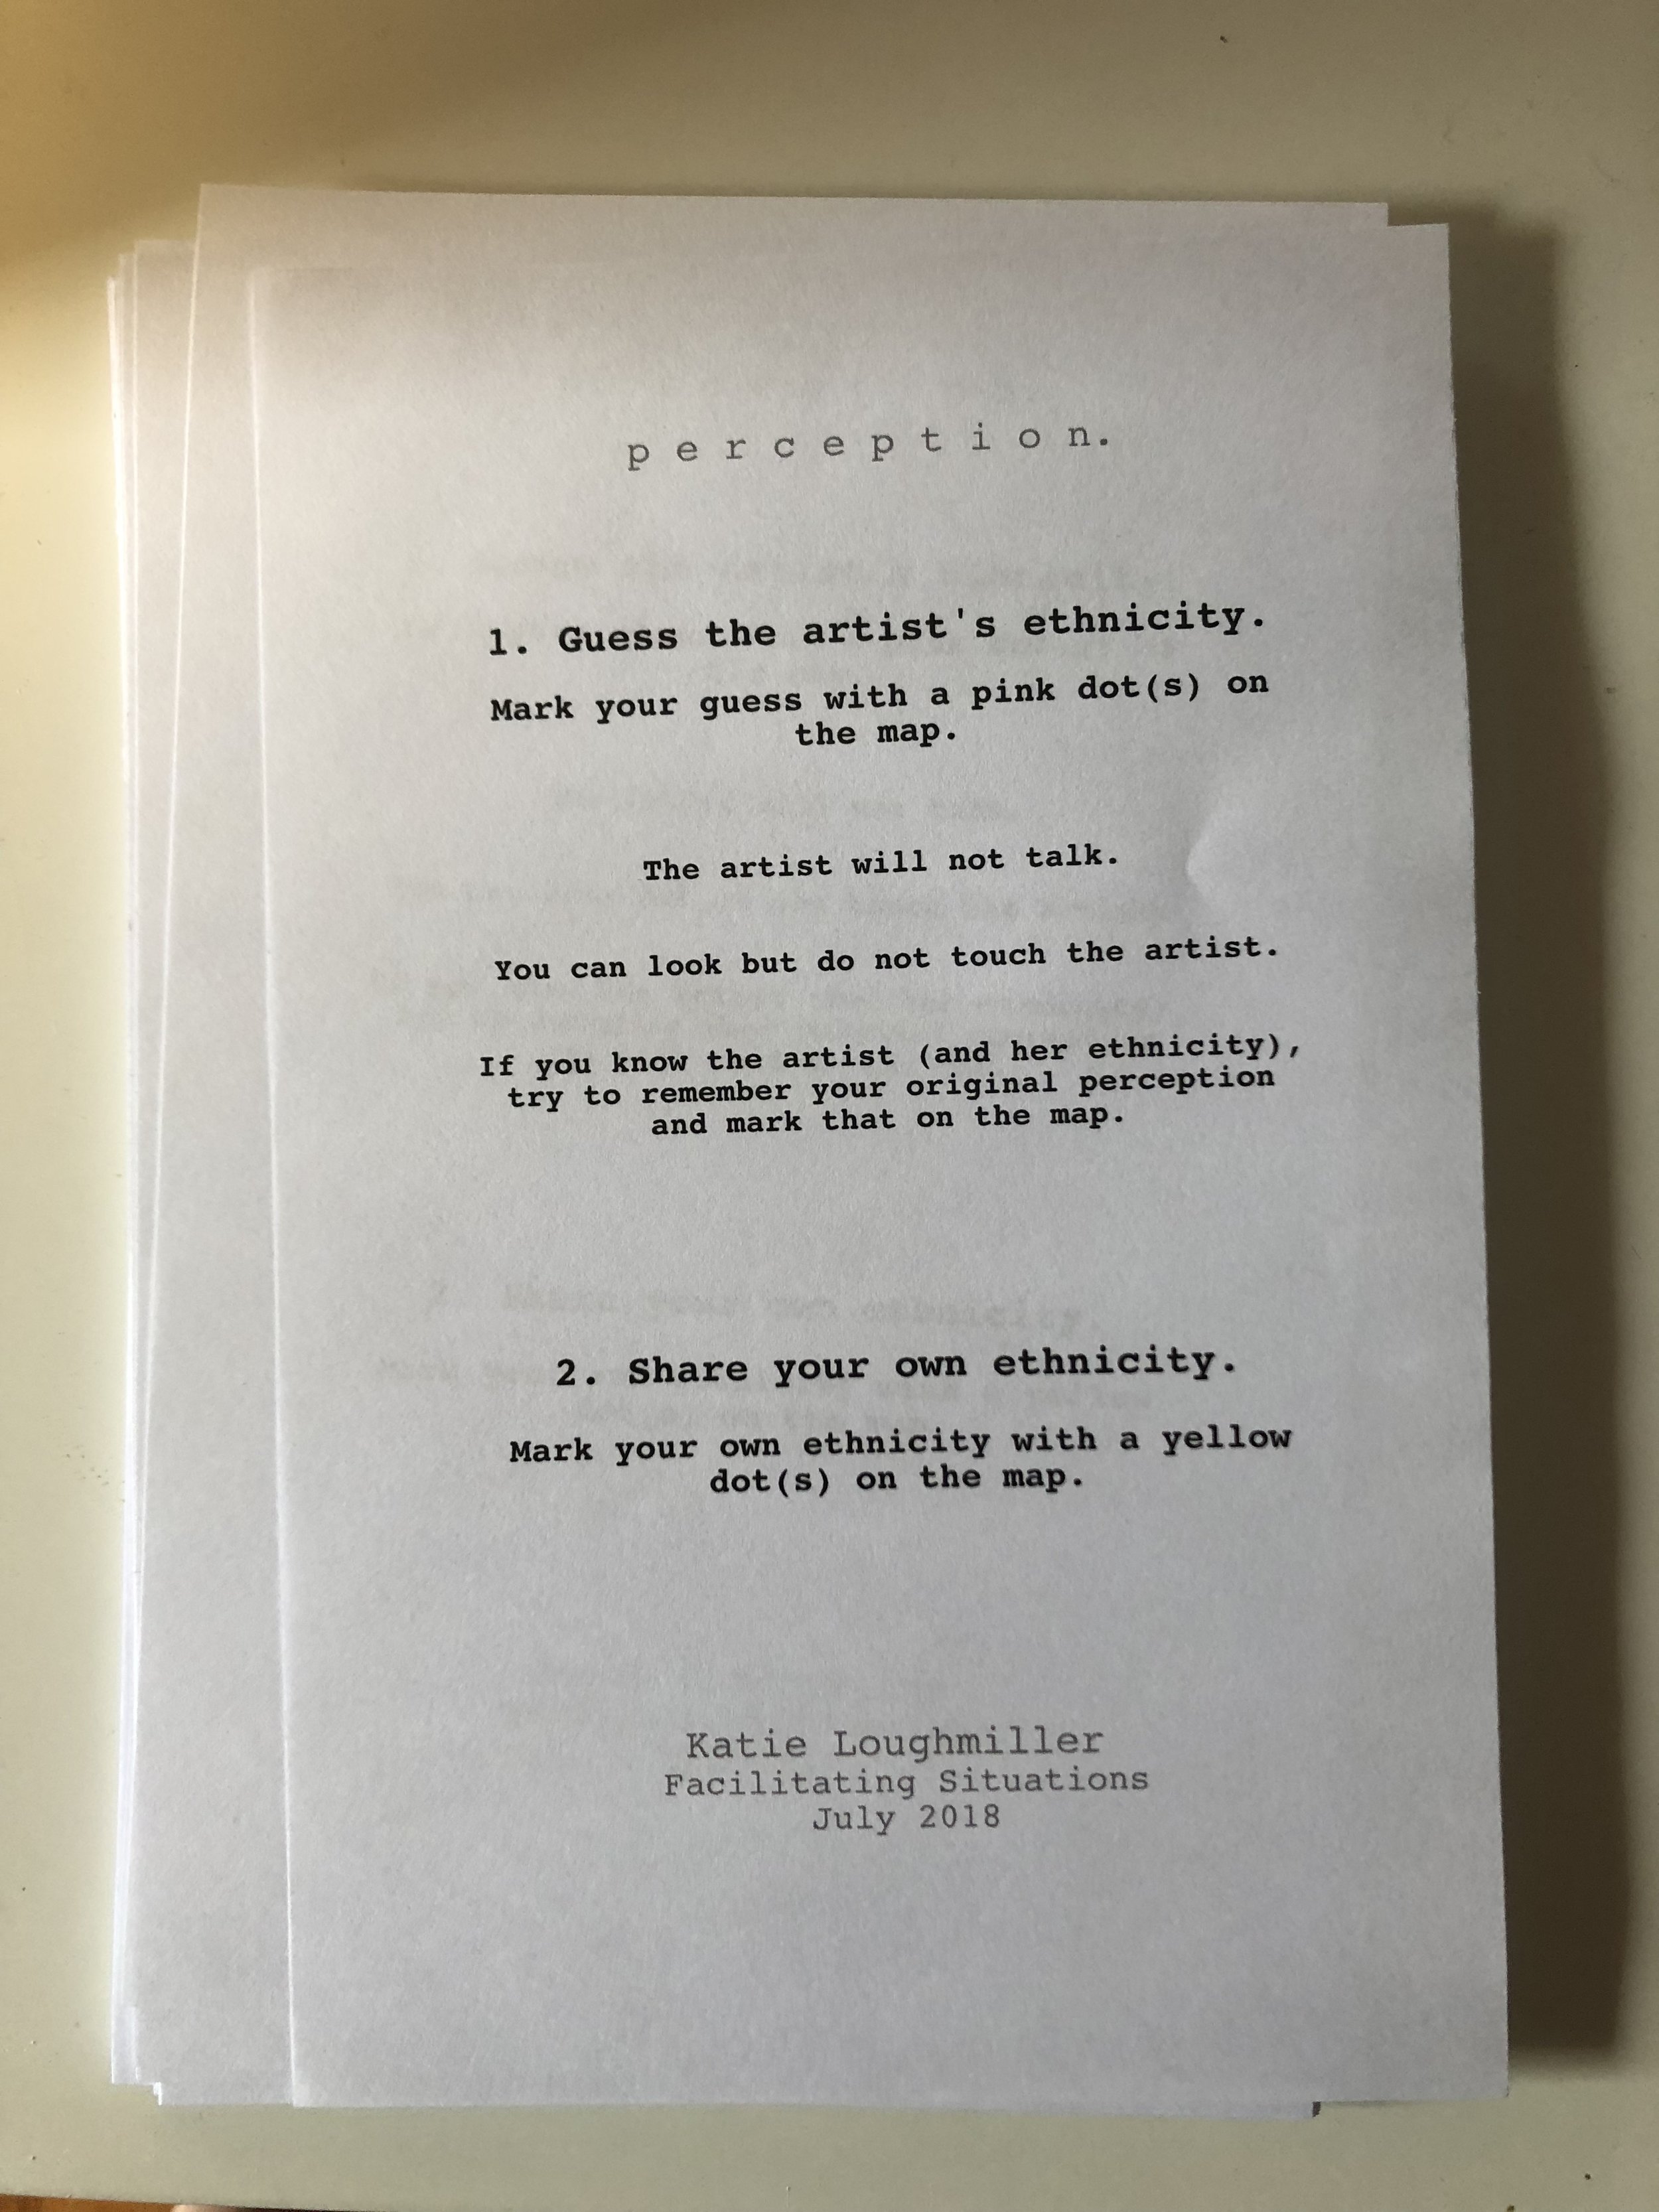 p e r c e p t i o n.
1. Guess the artist's ethnicity.
Mark your guess with a pink dot(s) on
the map.
The artist will not talk.
You can look but do not touch the artist.
If you know the artist (and her ethnicity),
try to remember your original perception
and mark that on the map.
2. Share your own ethnicity.
Mark your own ethnicity with a yellow
dot(s) on the map.
Katie Loughmiller
Facilitating Situations
July 2018